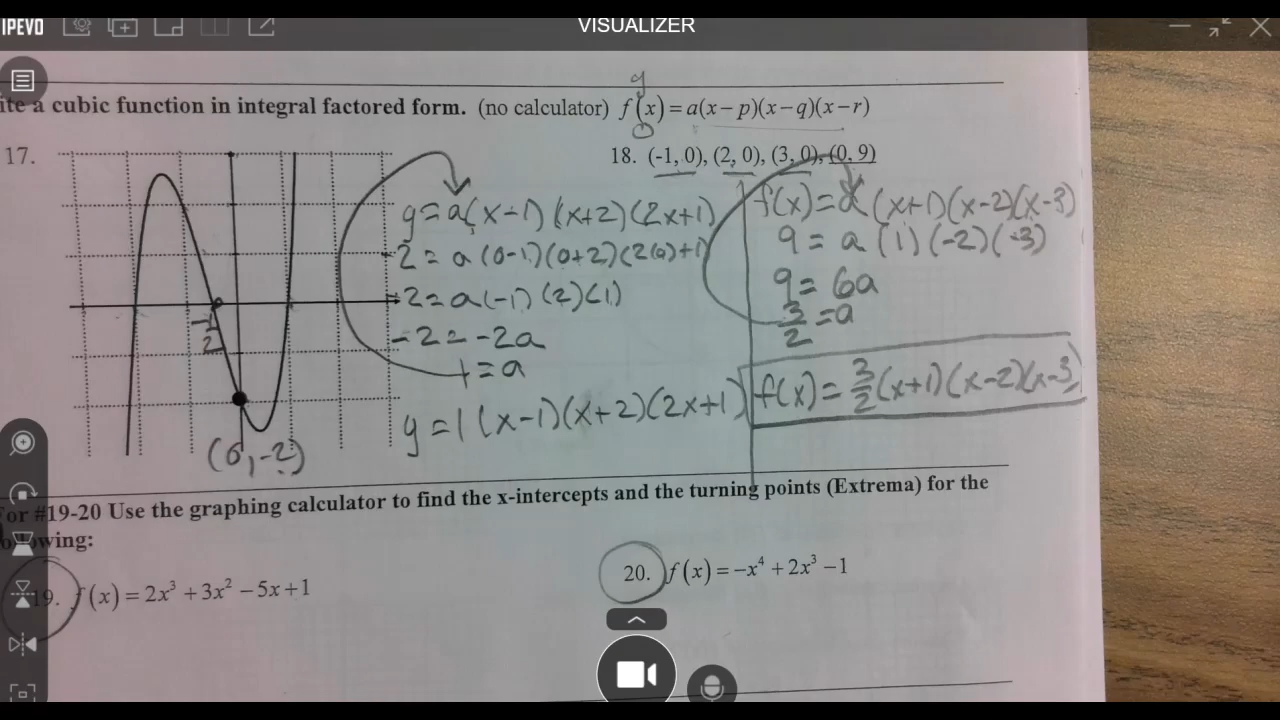 IPEVO
VISUALIZER
ite a cubic function in integral factored form. (no calculator) f(x) = a(x − p)(x − q)(x − r)
y
17.
18. (-1, 0), (2, 0), (3, 0), (0, 9)
y = a(x-1)(x+2)(2x+1)
-2 = a(0-1)(0+2)(2(0)+1)
-2 = a(-1)(2)(1)
-2 = -2a
1 = a
y = 1(x-1)(x+2)(2x+1)
-1/2
(0,-2)
f(x) = a(x+1)(x-2)(x-3)
9 = a(1)(-2)(-3)
9 = 6a
3/2 = a
f(x) = 3/2(x+1)(x-2)(x-3)
For #19-20 Use the graphing calculator to find the x-intercepts and the turning points (Extrema) for the
following:
19. f(x) = 2x³ + 3x² − 5x + 1
20. f(x) = −x⁴ + 2x³ − 1